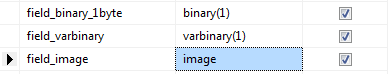 field_binary_1byte binary(1)
field_varbinary varbinary(1)
field_image image